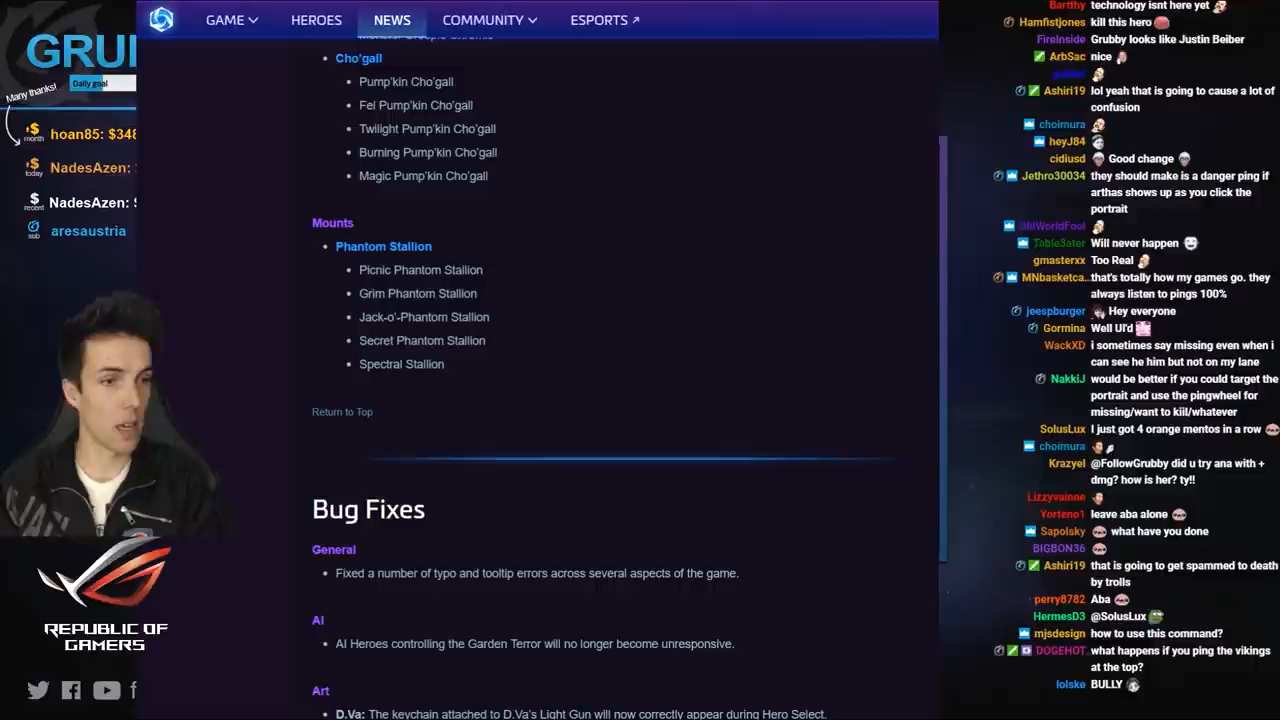 GAME
HEROES
NEWS
COMMUNITY
ESPORTS
GRU
Daily goal
Many thanks!
$ month
hoan85: $348
$ today
NadesAzen:
$ recent
NadesAzen: $
sub
aresaustria
Cho'gall
Pump'kin Cho'gall
Fel Pump'kin Cho'gall
Twilight Pump'kin Cho'gall
Burning Pump'kin Cho'gall
Magic Pump'kin Cho'gall
Mounts
Phantom Stallion
Picnic Phantom Stallion
Grim Phantom Stallion
Jack-o'-Phantom Stallion
Secret Phantom Stallion
Spectral Stallion
Return to Top
Bug Fixes
General
Fixed a number of typo and tooltip errors across several aspects of the game.
AI
AI Heroes controlling the Garden Terror will no longer become unresponsive.
Art
D.Va: The keychain attached to D.Va's Light Gun will now correctly appear during Hero Select.
REPUBLIC OF
GAMERS
Bartthy technology isnt here yet
Hamfistjones kill this hero
FireInside Grubby looks like Justin Beiber
ArbSac nice
Ashiri19 lol yeah that is going to cause a lot of
confusion
choimura
heyJ84
cidiusd Good change
Jethro30034 they should make is a danger ping if
arthas shows up as you click the
portrait
Table3ater Will never happen
gmasterxx Too Real
MNbasketca... that's totally how my games go. they
always listen to pings 100%
jeespburger Hey everyone
Gormina Well UI'd
WackXD i sometimes say missing even when i
can see he him but not on my lane
NakkiJ would be better if you could target the
portrait and use the pingwheel for
missing/want to kiil/whatever
SolusLux I just got 4 orange mentos in a row
choimura
Krazyel @FollowGrubby did u try ana with +
dmg? how is her? ty!!
Lizzyvainne
Yorteno1 leave aba alone
Sapolsky what have you done
BIGBON36
Ashiri19 that is going to get spammed to death
by trolls
perry8782 Aba
HermesD3 @SolusLux
mjsdesign how to use this command?
DOGEHOT what happens if you ping the vikings
at the top?
lolske BULLY